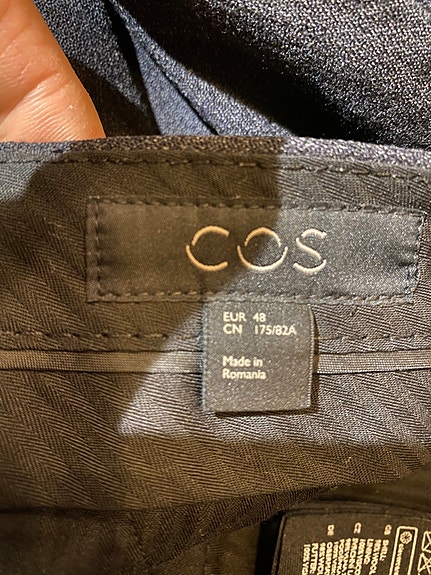 COS
EUR 48
CN 175/82A
Made in
Romania